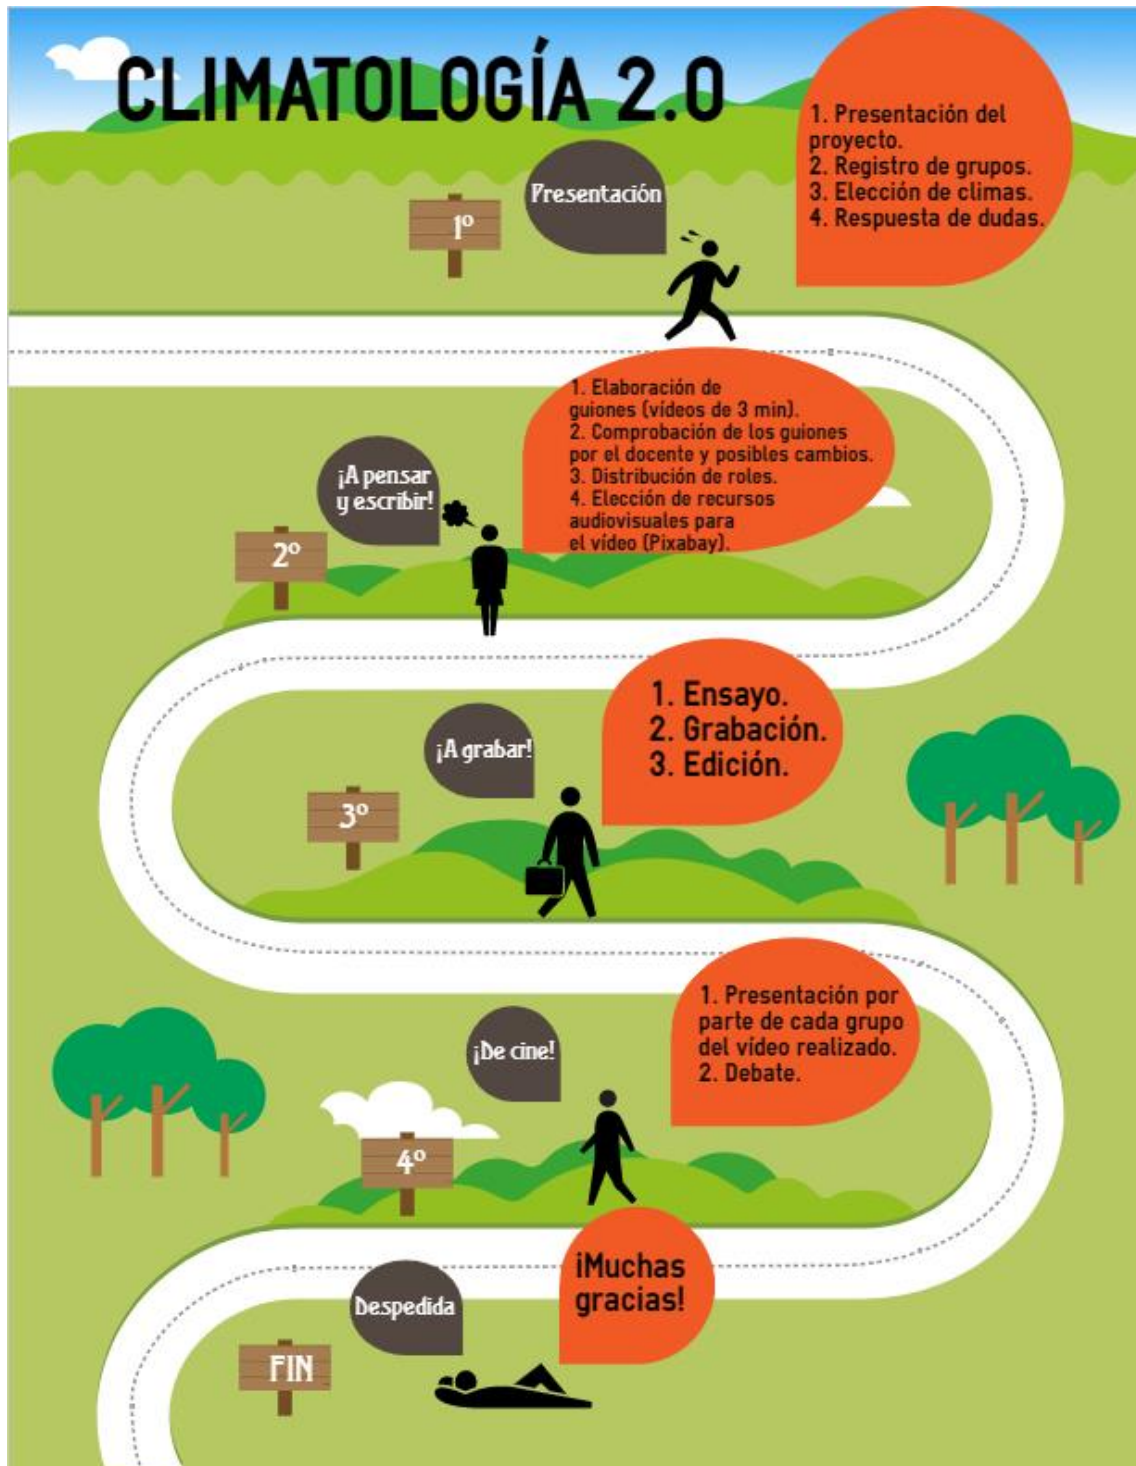 CLIMATOLOGÍA 2.0
1º
Presentación
1. Presentación del
proyecto.
2. Registro de grupos.
3. Elección de climas.
4. Respuesta de dudas.
2º
¡A pensar
y escribir!
1. Elaboración de
guiones (vídeos de 3 min).
2. Comprobación de los guiones
por el docente y posibles cambios.
3. Distribución de roles.
4. Elección de recursos
audiovisuales para
el vídeo (Pixabay).
3º
¡A grabar!
1. Ensayo.
2. Grabación.
3. Edición.
4º
¡De cine!
1. Presentación por
parte de cada grupo
del vídeo realizado.
2. Debate.
FIN
Despedida
¡Muchas
gracias!